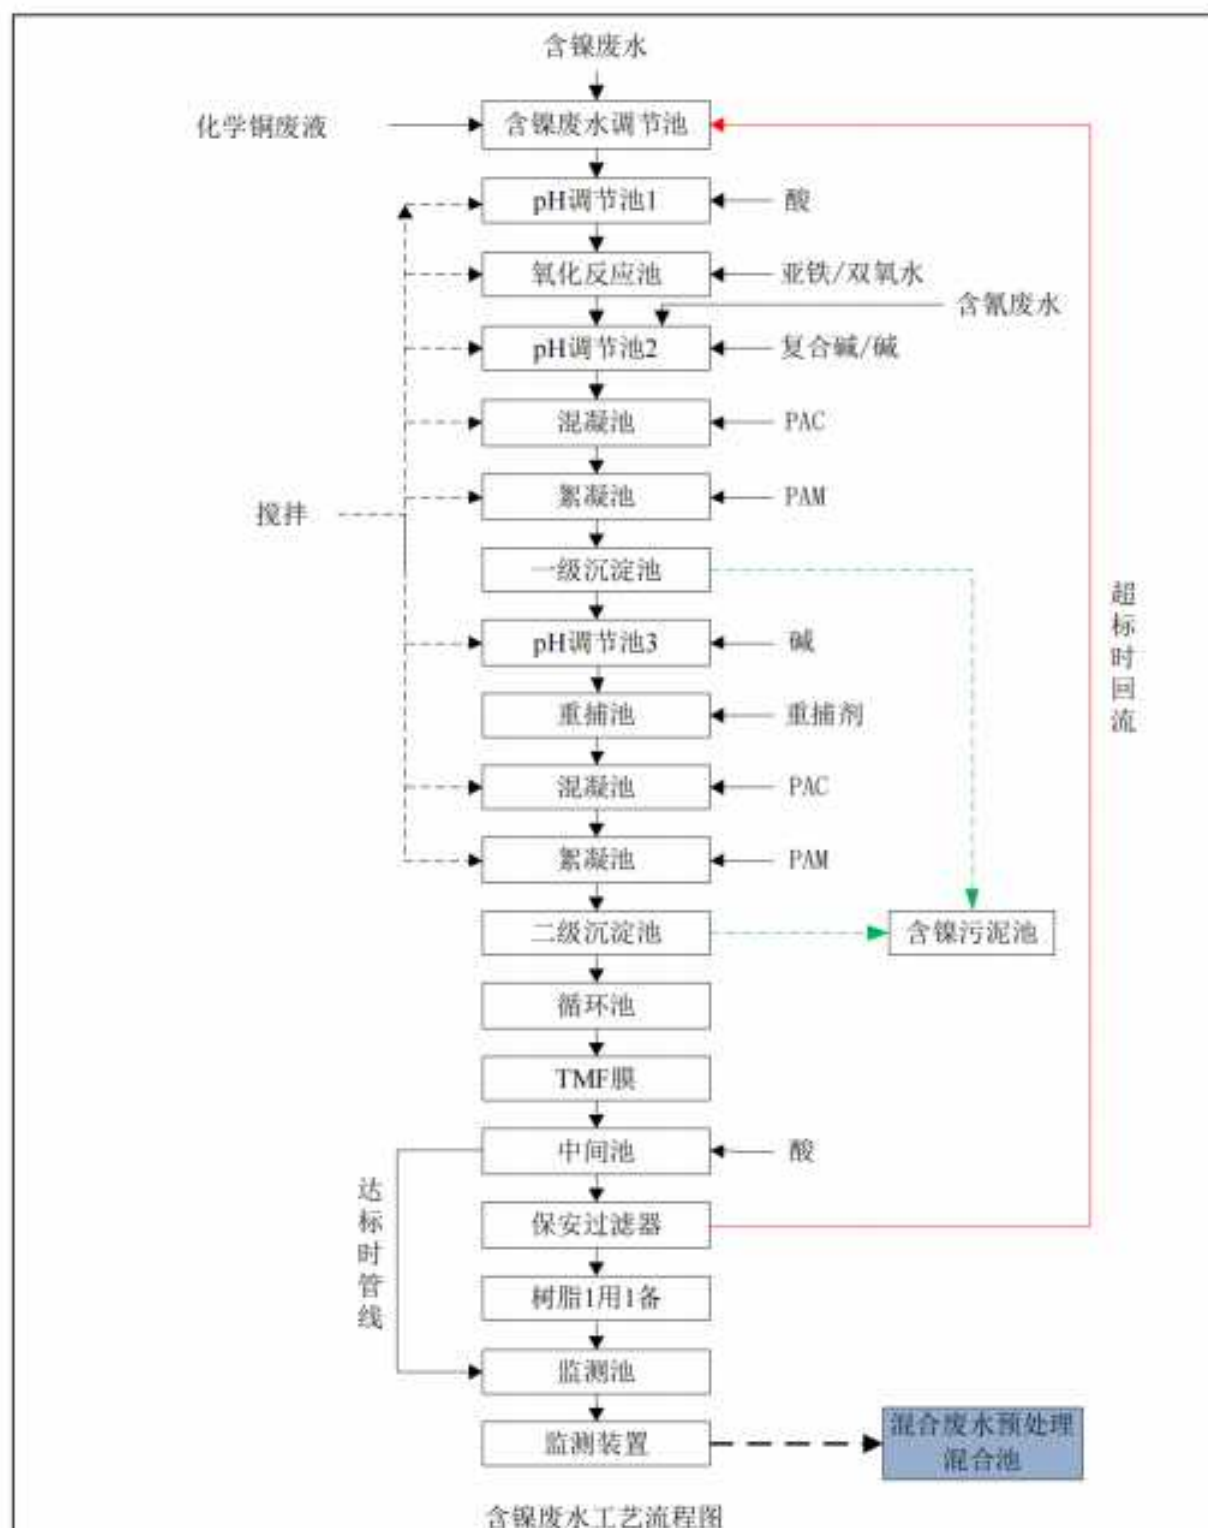 含镍废水
化学铜废液
含镍废水调节池
pH调节池1
酸
氧化反应池
亚铁/双氧水
含氰废水
pH调节池2
复合碱/碱
混凝池
PAC
搅拌
絮凝池
PAM
一级沉淀池
超标时回流
pH调节池3
碱
重捕池
重捕剂
混凝池
PAC
絮凝池
PAM
二级沉淀池
含镍污泥池
循环池
TMF膜
中间池
酸
达标时管线
保安过滤器
树脂1用1备
监测池
监测装置
混合废水预处理
混合池
含镍废水工艺流程图